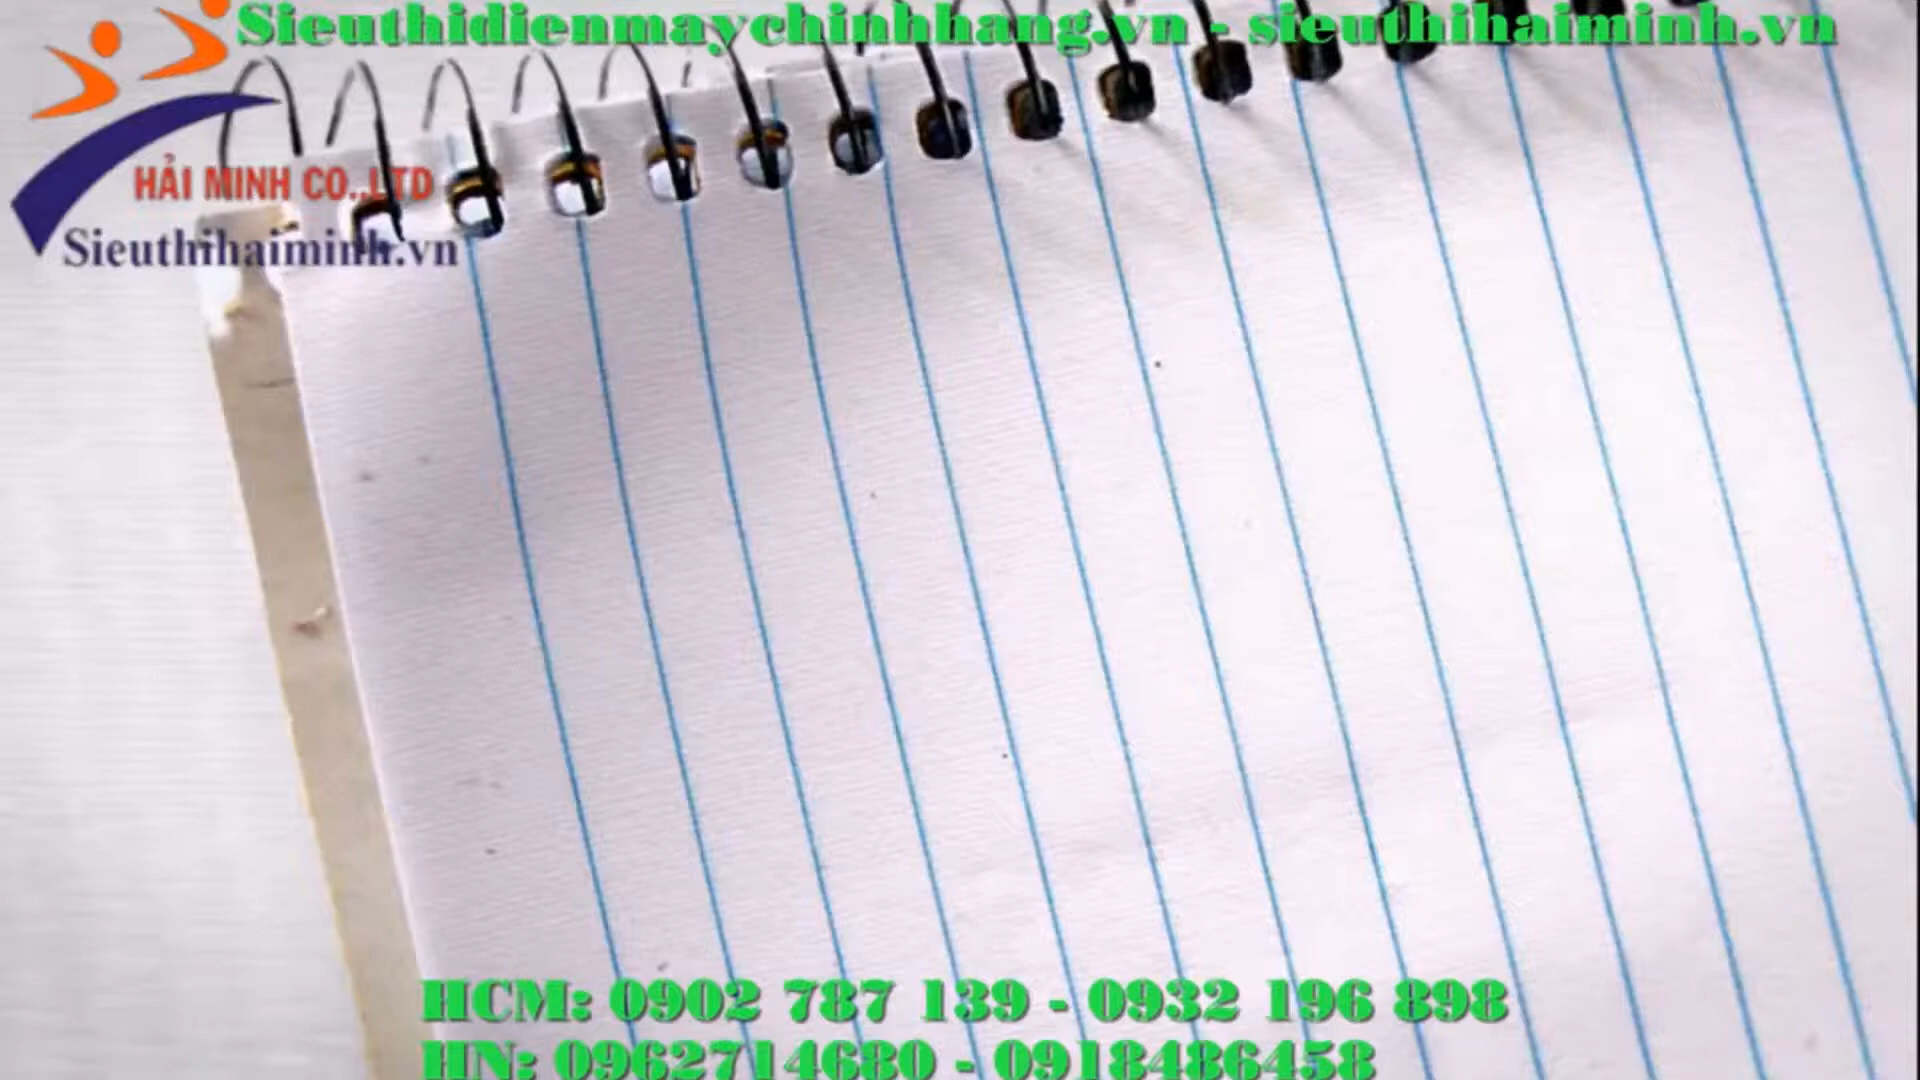 Sieuthidienmaychinhhang.vn - sieuthihaiminh.vn
HẢI MINH CO.,LTD
Sieuthihaiminh.vn
HCM: 0902 787 139 - 0932 196 898
HN: 0962714680 - 0918486458